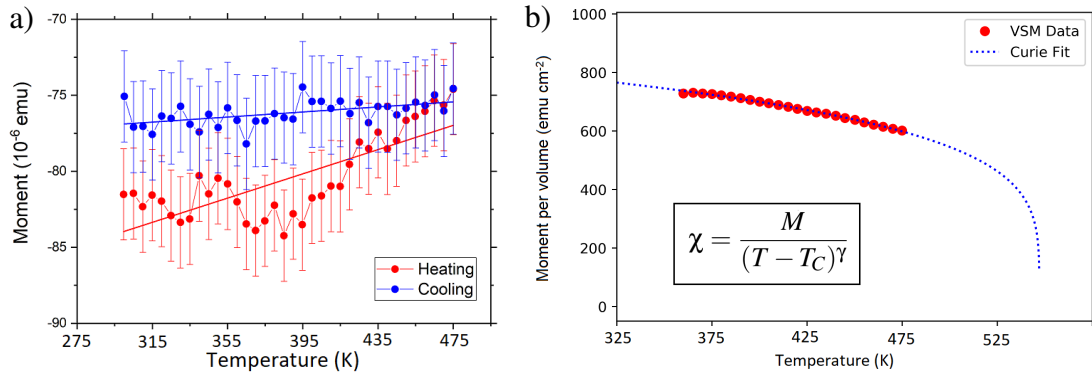 a)
-70
-75
-80
-85
-90
Moment (10⁻⁶ emu)
Heating
Cooling
275 315 355 395 435 475
Temperature (K)
b)
1000
800
600
400
200
0
Moment per volume (emu cm⁻²)
VSM Data
Curie Fit
χ = M / (T − T_C)^γ
325 375 425 475 525
Temperature (K)